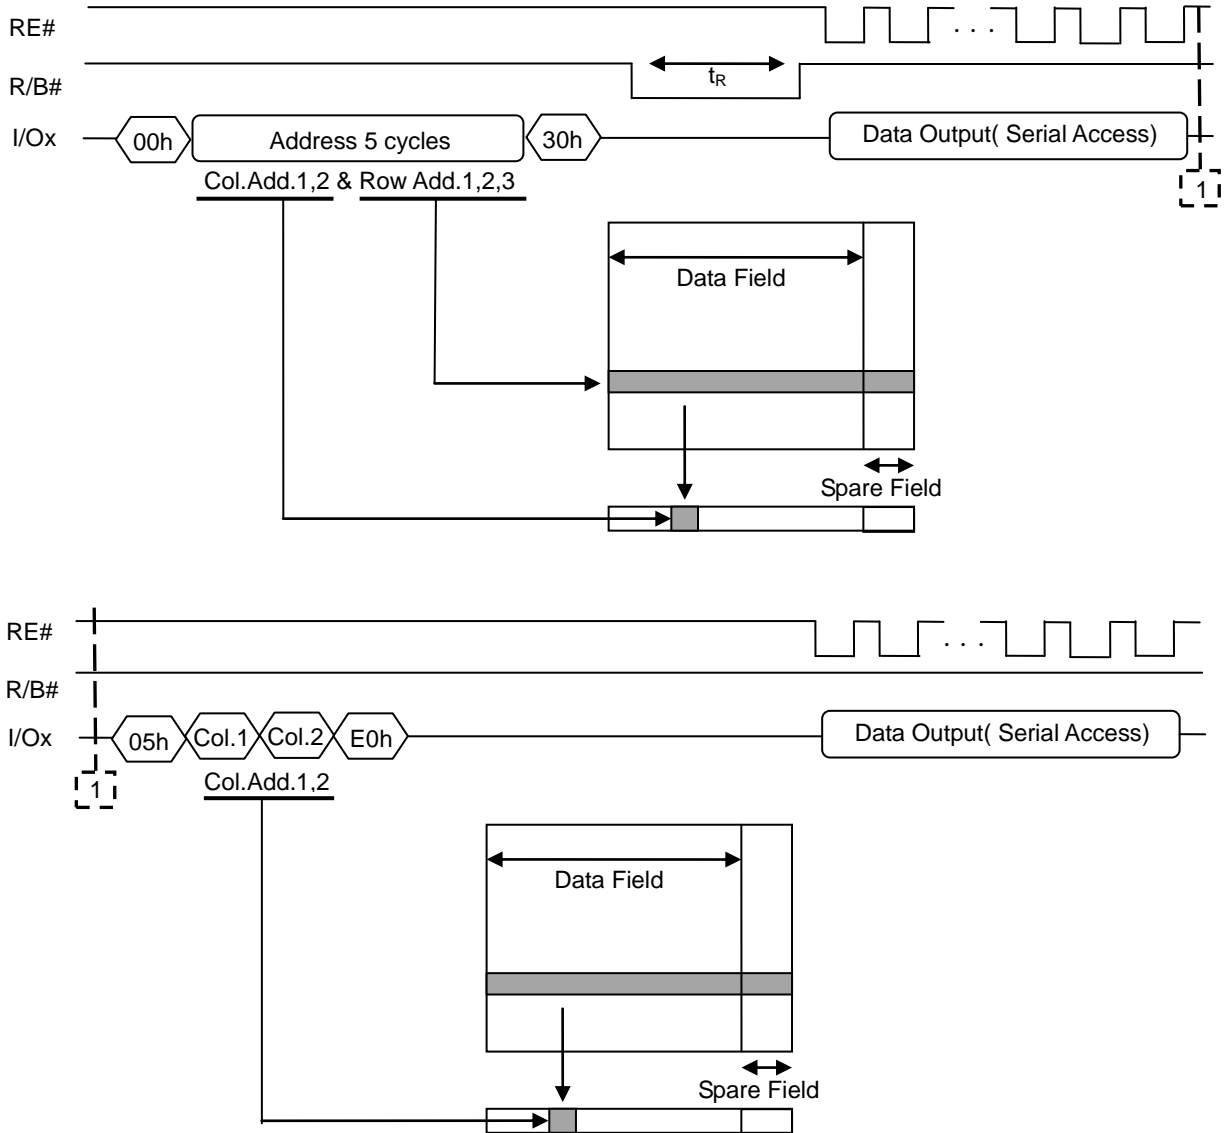 RE#
. . .
R/B#
tR
I/Ox
00h
Address 5 cycles
30h
Data Output( Serial Access)
Col.Add.1,2 & Row Add.1,2,3
1
Data Field
Spare Field
RE#
. . .
R/B#
I/Ox
05h
Col.1
Col.2
E0h
Data Output( Serial Access)
1
Col.Add.1,2
Data Field
Spare Field